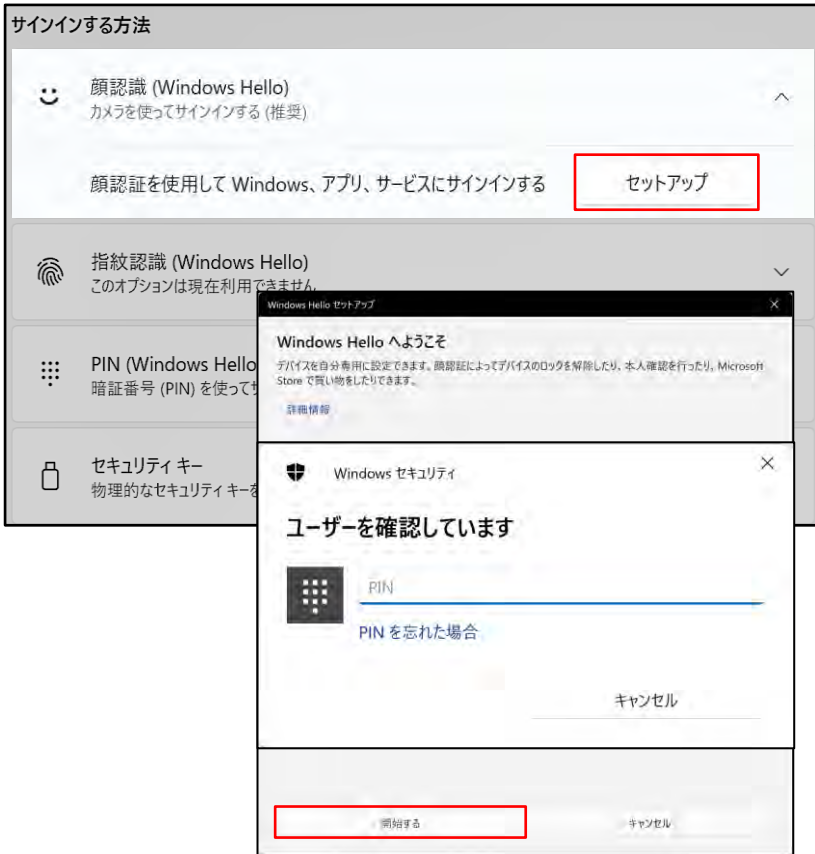 サインインする方法
顔認識 (Windows Hello)
カメラを使ってサインインする (推奨)
顔認証を使用して Windows、アプリ、サービスにサインインする
セットアップ
指紋認識 (Windows Hello)
このオプションは現在利用できません
PIN (Windows Hello
暗証番号 (PIN) を使って
セキュリティ キー
物理的なセキュリティ キーを
Windows Hello セットアップ
Windows Hello へようこそ
デバイスを自分専用に設定できます。顔認証によってデバイスのロックを解除したり、本人確認を行ったり、Microsoft
Store で買い物をしたりできます。
詳細情報
Windows セキュリティ
ユーザーを確認しています
PIN
PIN を忘れた場合
キャンセル
開始する
キャンセル